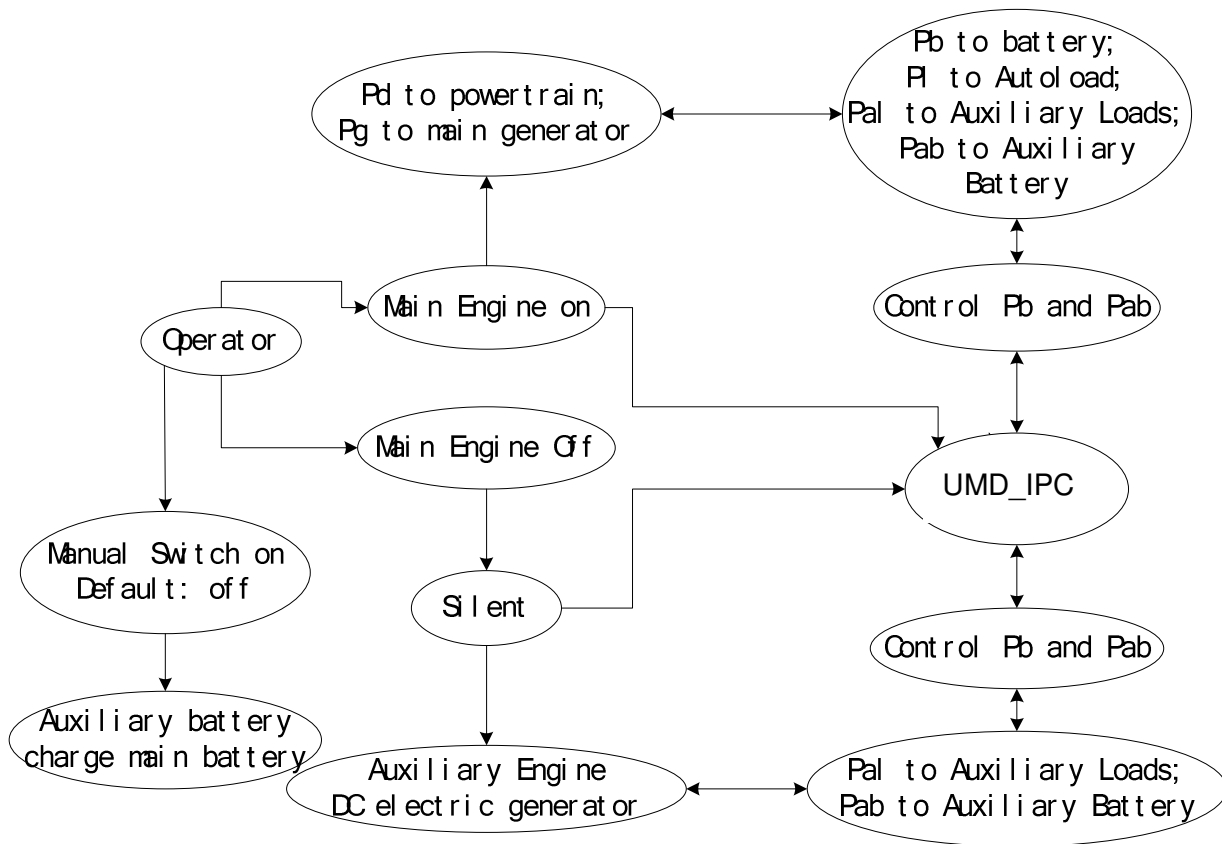 Pd to powertrain;
Pg to main generator
Pb to battery;
Pl to Autoload;
Pal to Auxiliary Loads;
Pab to Auxiliary
Battery
Main Engine on
Control Pb and Pab
Operator
Main Engine Off
UMD_IPC
Manual Switch on
Default: off
Silent
Control Pb and Pab
Auxiliary battery
charge main battery
Auxiliary Engine
DC electric generator
Pal to Auxiliary Loads;
Pab to Auxiliary Battery